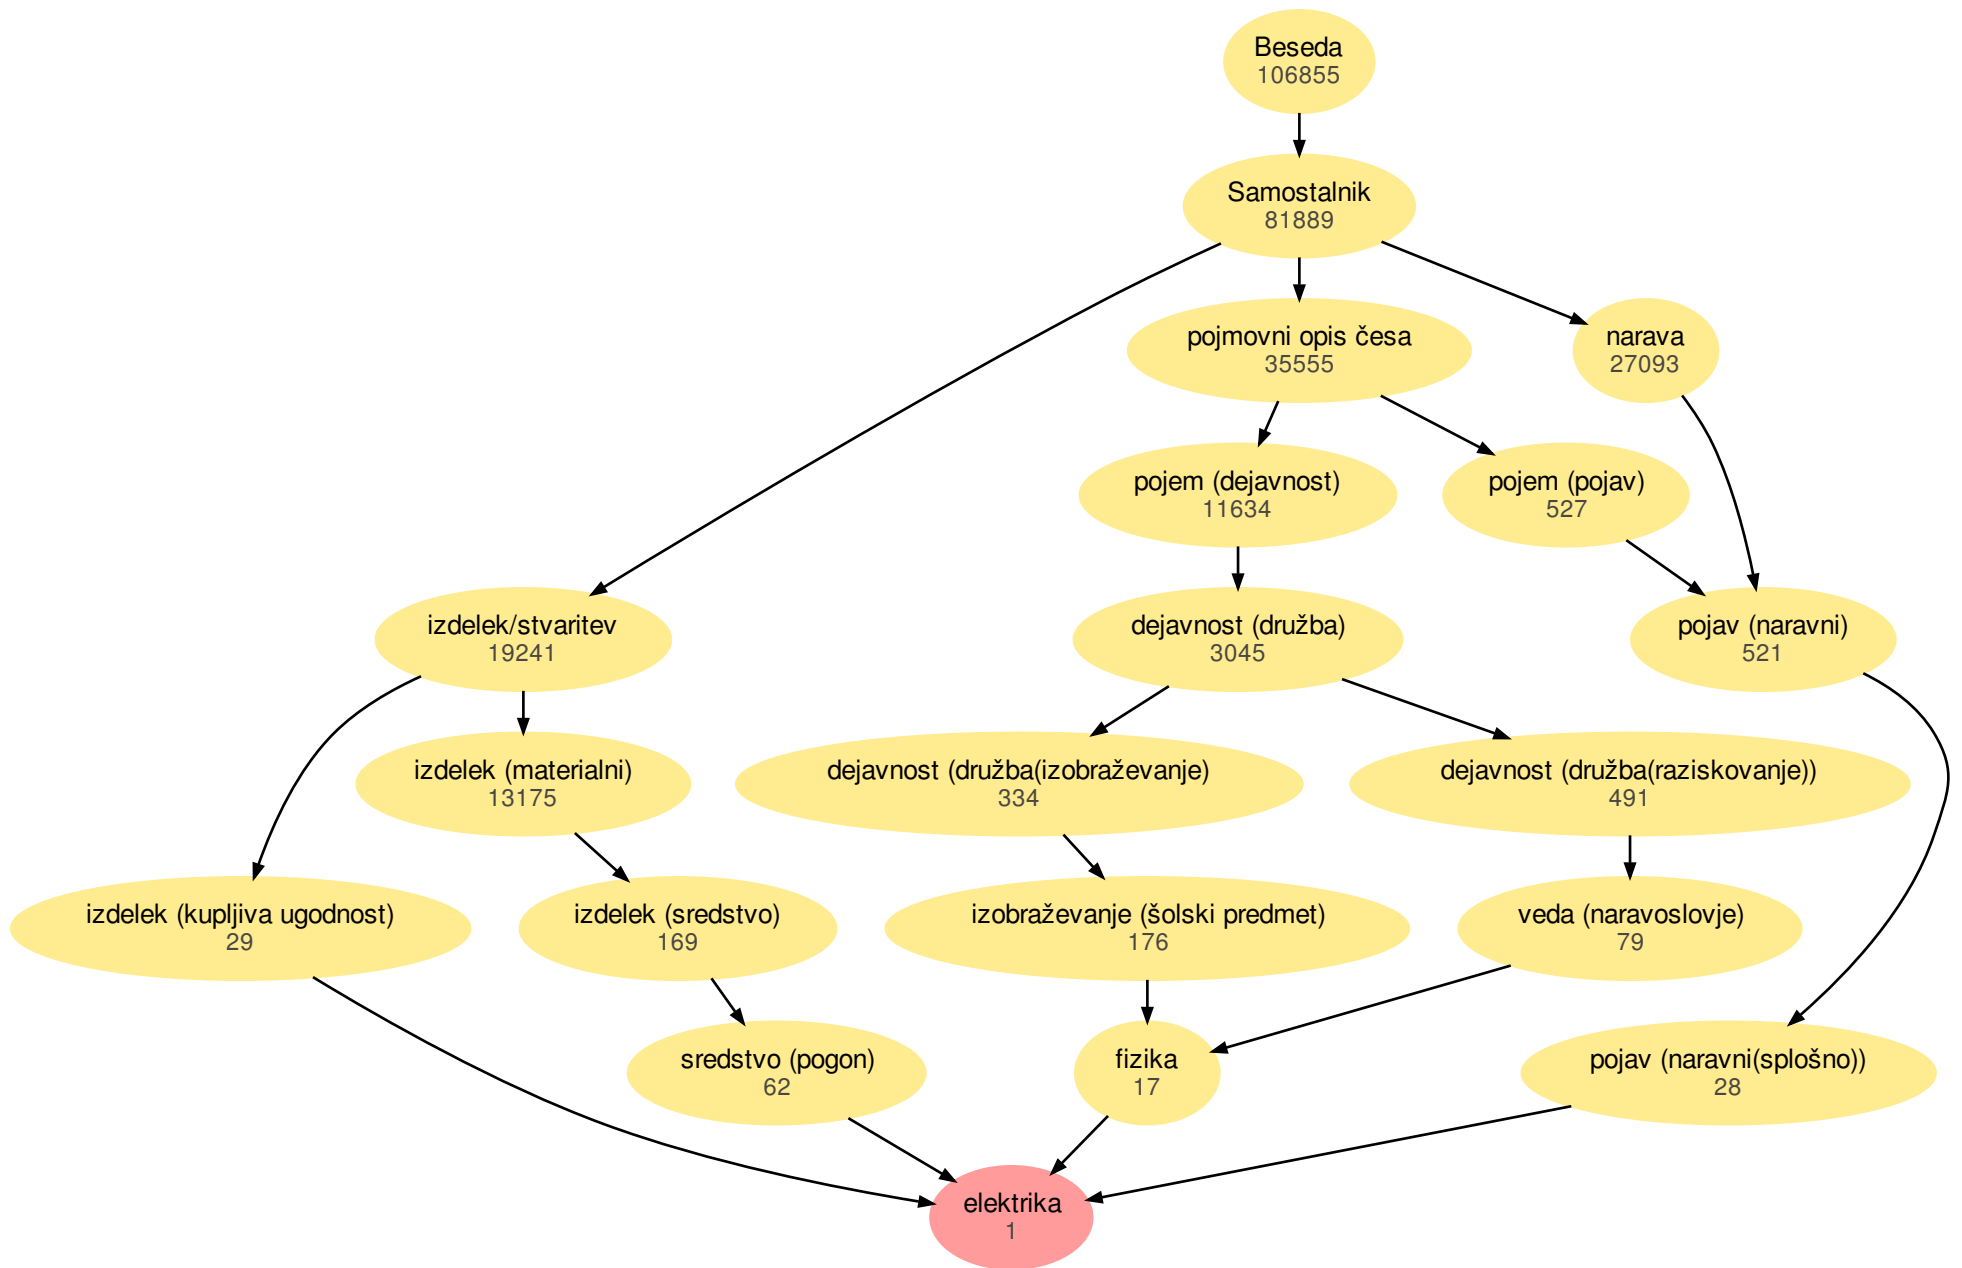 Beseda
106855
Samostalnik
81889
pojmovni opis česa
35555
narava
27093
pojem (dejavnost)
11634
pojem (pojav)
527
izdelek/stvaritev
19241
dejavnost (družba)
3045
pojav (naravni)
521
izdelek (materialni)
13175
dejavnost (družba(izobraževanje)
334
dejavnost (družba(raziskovanje))
491
izdelek (kupljiva ugodnost)
29
izdelek (sredstvo)
169
izobraževanje (šolski predmet)
176
veda (naravoslovje)
79
sredstvo (pogon)
62
fizika
17
pojav (naravni(splošno))
28
elektrika
1